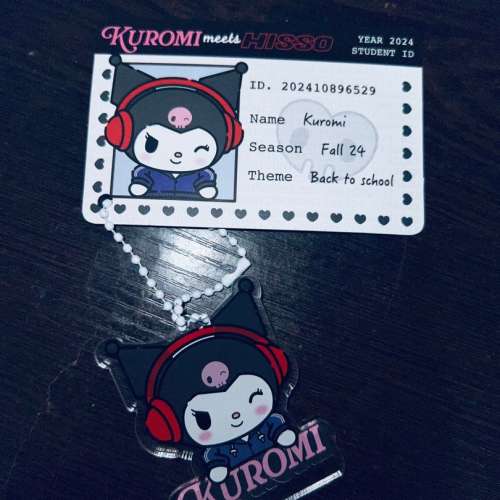 KUROMI meets HISSO
YEAR 2024
STUDENT ID
ID. 202410896529
Name Kuromi
Season Fall 24
Theme Back to school
KUROMI